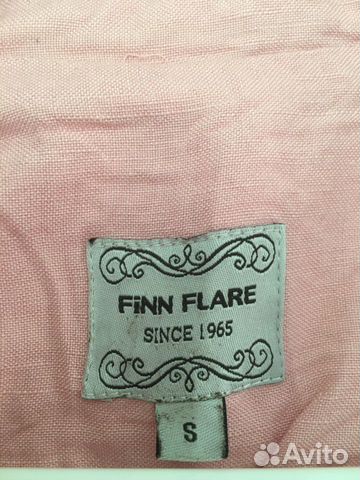 FiNN FLARE
SINCE 1965
S
Avito